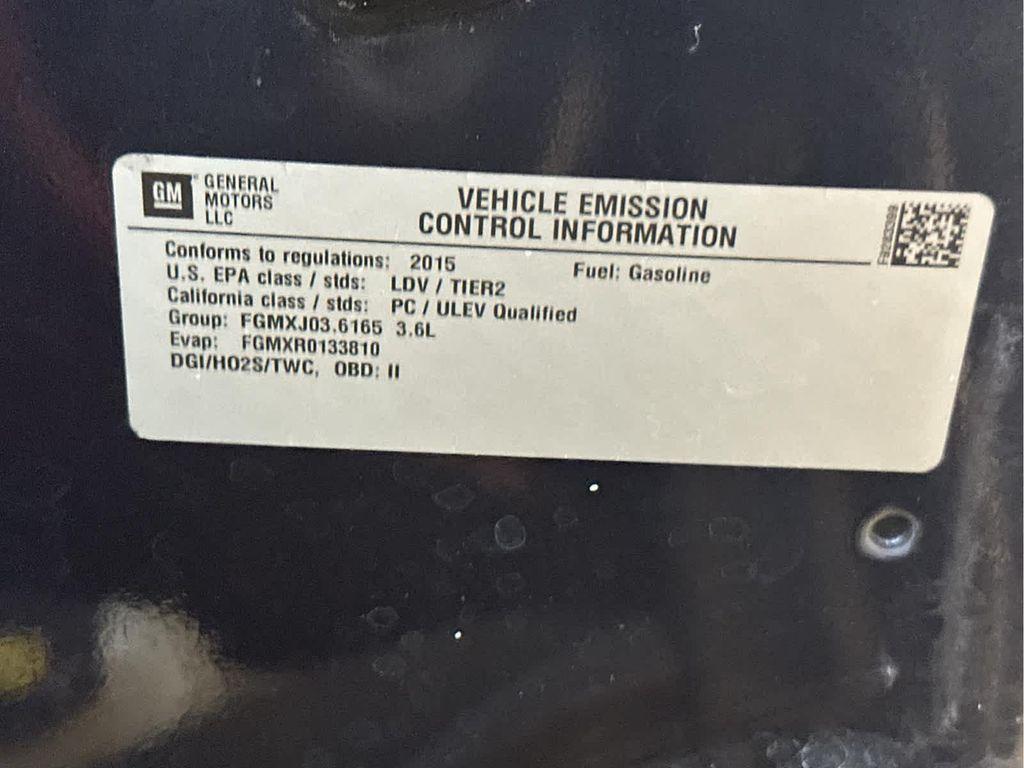 GM GENERAL MOTORS LLC
VEHICLE EMISSION
CONTROL INFORMATION
Conforms to regulations: 2015 Fuel: Gasoline
U.S. EPA class / stds: LDV / TIER2
California class / stds: PC / ULEV Qualified
Group: FGMXJ03.6165 3.6L
Evap: FGMXR0133810
DGI/HO2S/TWC, OBD: II